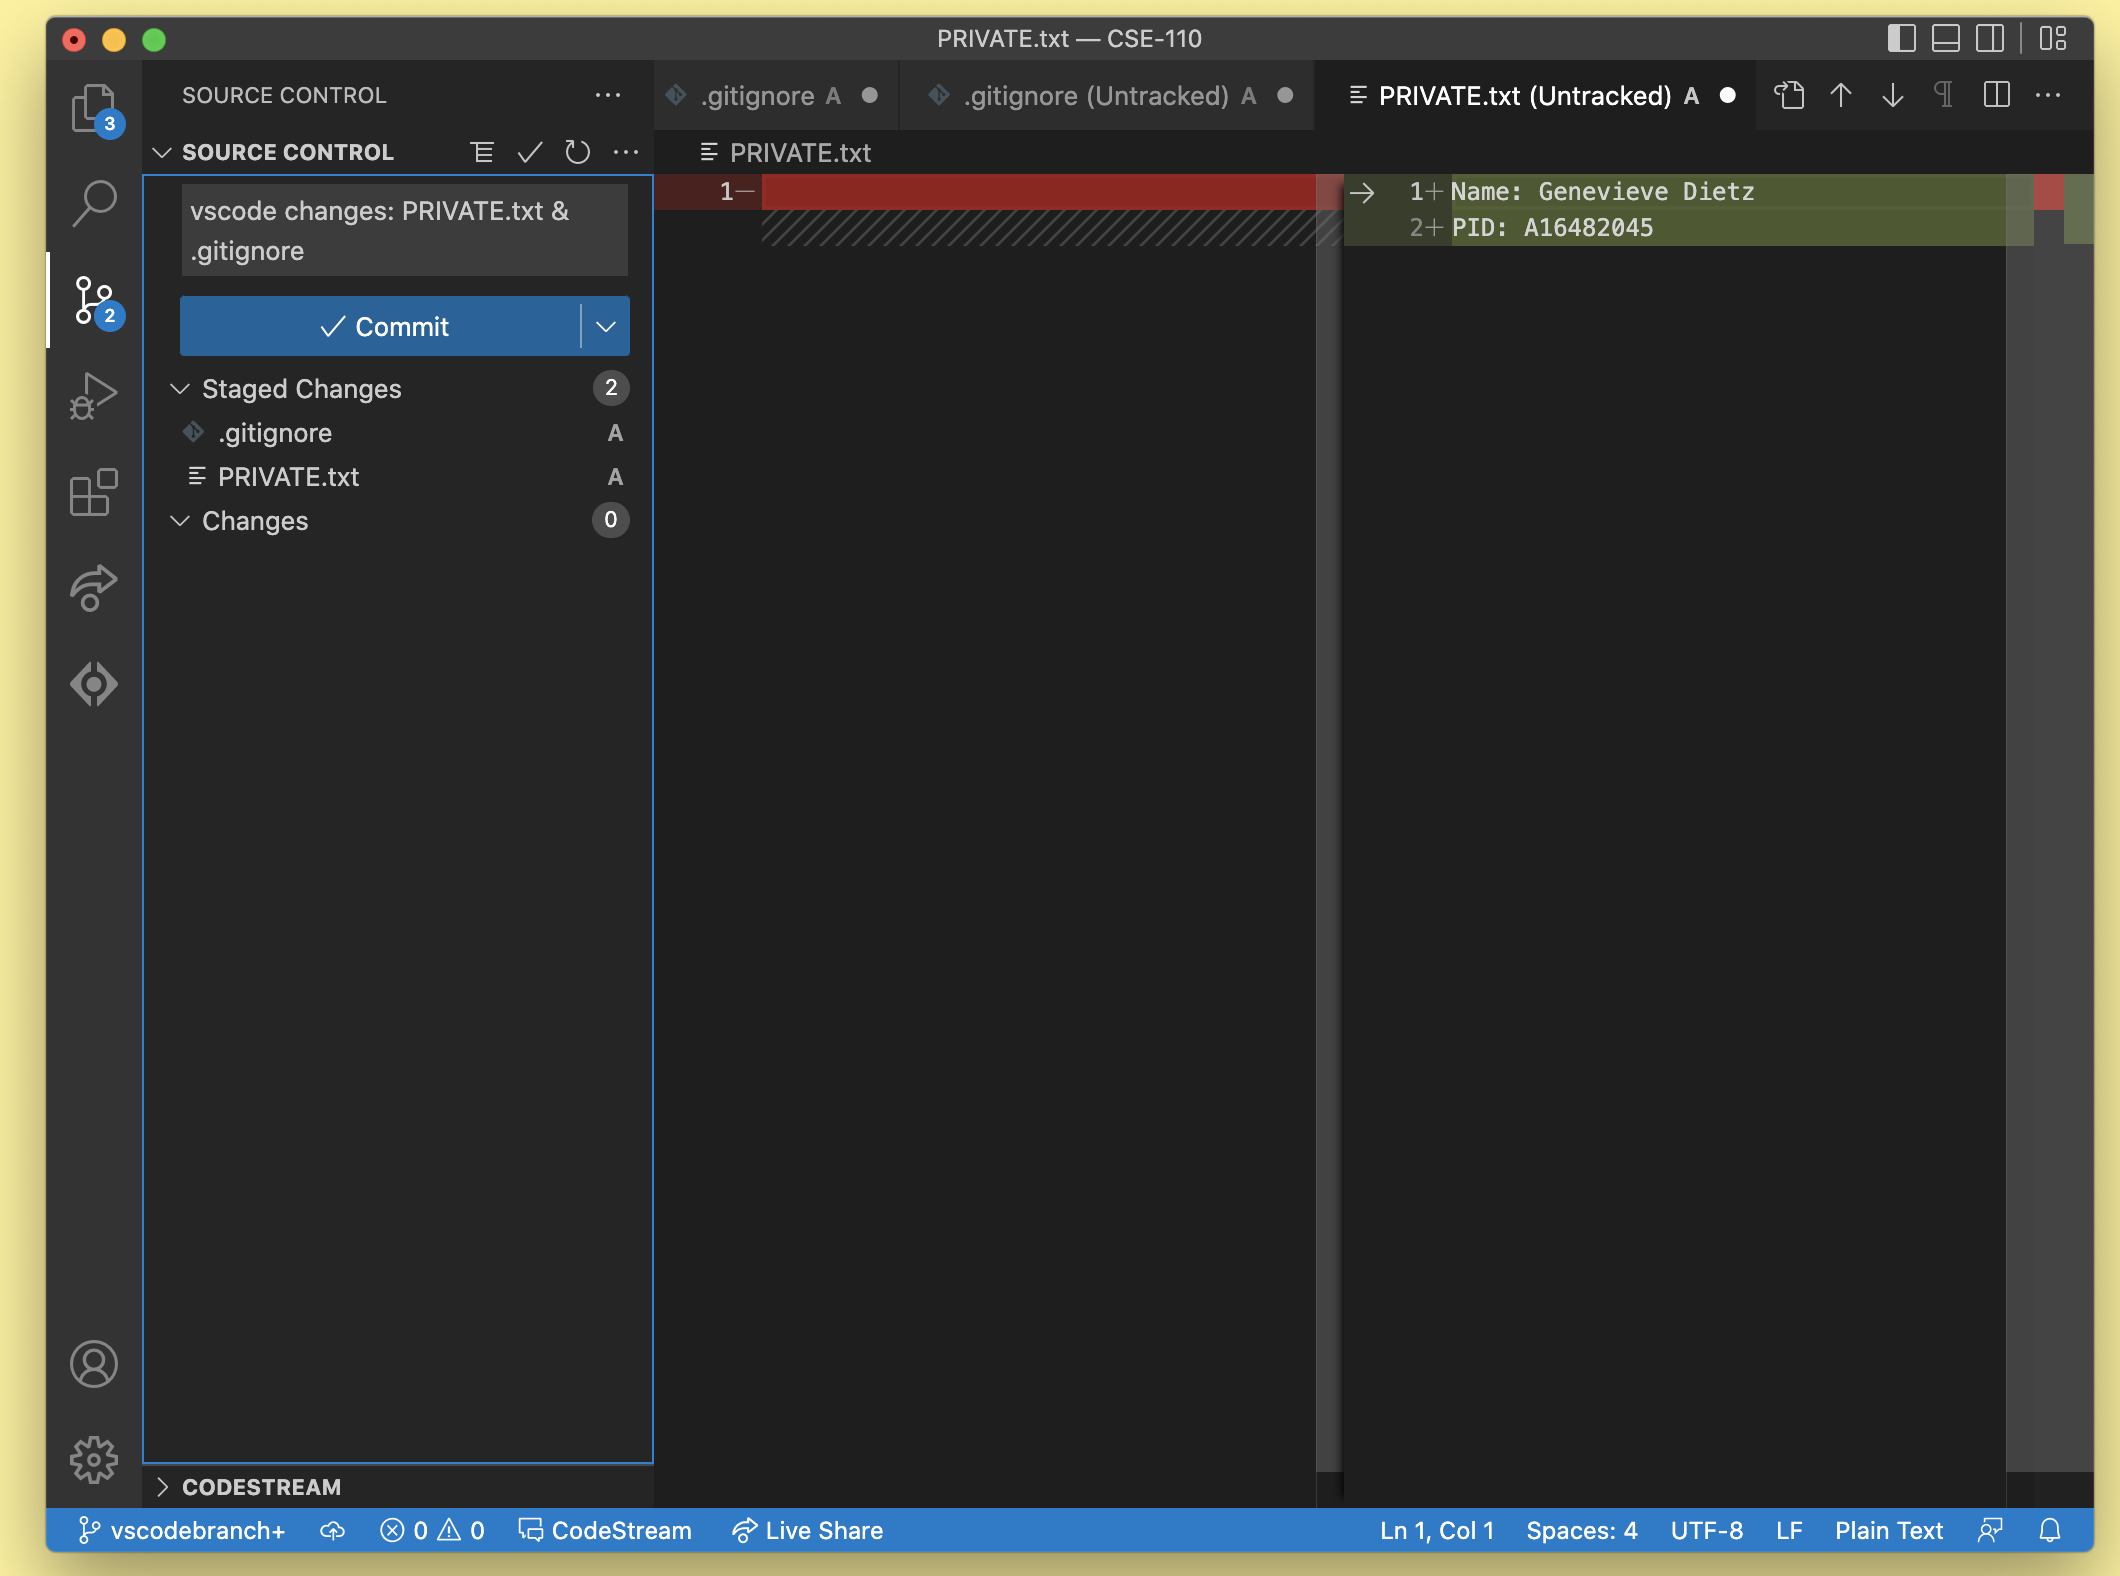 PRIVATE.txt — CSE-110
3
2
SOURCE CONTROL
SOURCE CONTROL
vscode changes: PRIVATE.txt &
.gitignore
Commit
Staged Changes 2
.gitignore A
PRIVATE.txt A
Changes 0
CODESTREAM
.gitignore A
.gitignore (Untracked) A
PRIVATE.txt (Untracked) A
PRIVATE.txt
1—
1+ Name: Genevieve Dietz
2+ PID: A16482045
vscodebranch+ 0 0 CodeStream Live Share Ln 1, Col 1 Spaces: 4 UTF-8 LF Plain Text